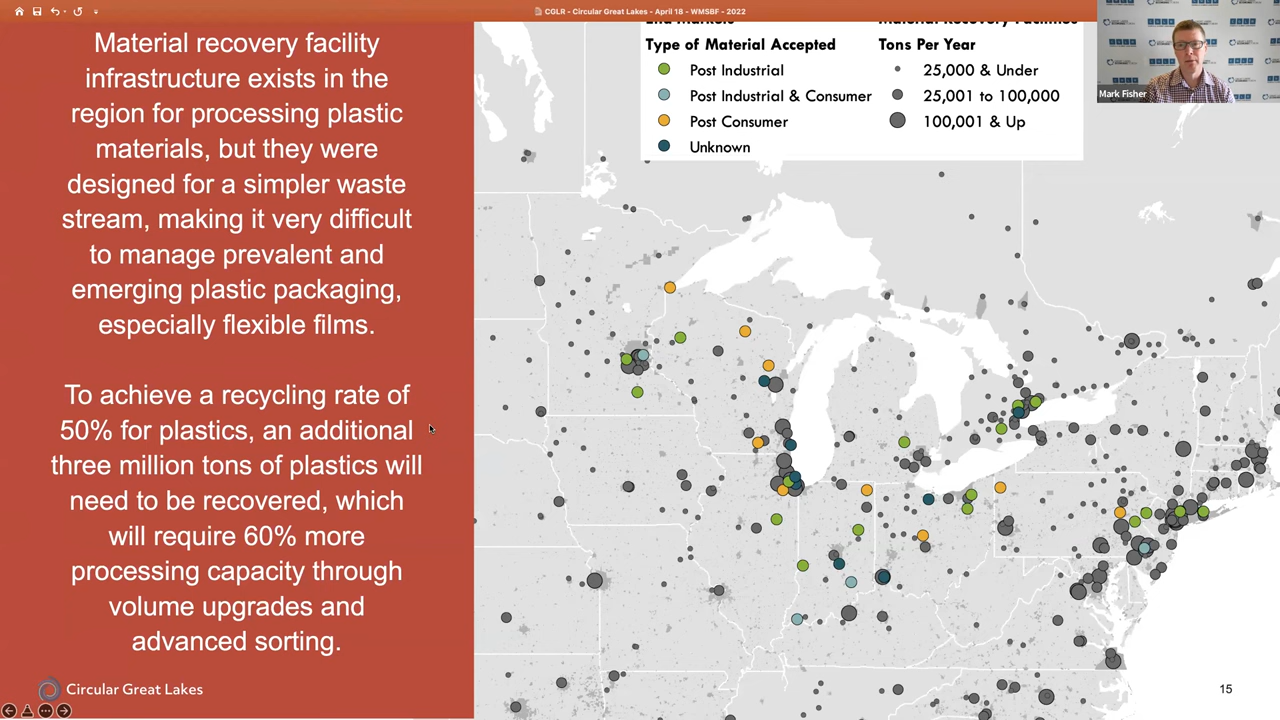 CGLR - Circular Great Lakes - April 18 - WMSBF - 2022
Material recovery facility
infrastructure exists in the
region for processing plastic
materials, but they were
designed for a simpler waste
stream, making it very difficult
to manage prevalent and
emerging plastic packaging,
especially flexible films.
To achieve a recycling rate of
50% for plastics, an additional
three million tons of plastics will
need to be recovered, which
will require 60% more
processing capacity through
volume upgrades and
advanced sorting.
Circular Great Lakes
End Markets
Type of Material Accepted
Post Industrial
Post Industrial & Consumer
Post Consumer
Unknown
Material Recovery Facilities
Tons Per Year
25,000 & Under
25,001 to 100,000
100,001 & Up
Mark Fisher
15